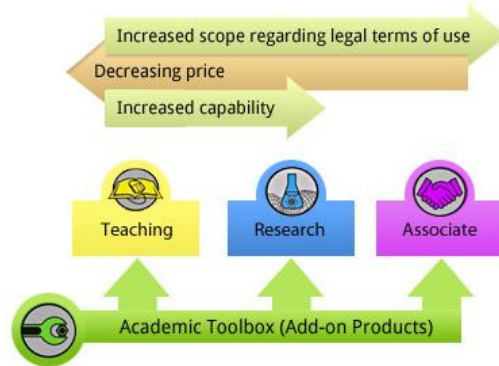 Increased scope regarding legal terms of use
Decreasing price
Increased capability
Teaching
Research
Associate
Academic Toolbox (Add-on Products)